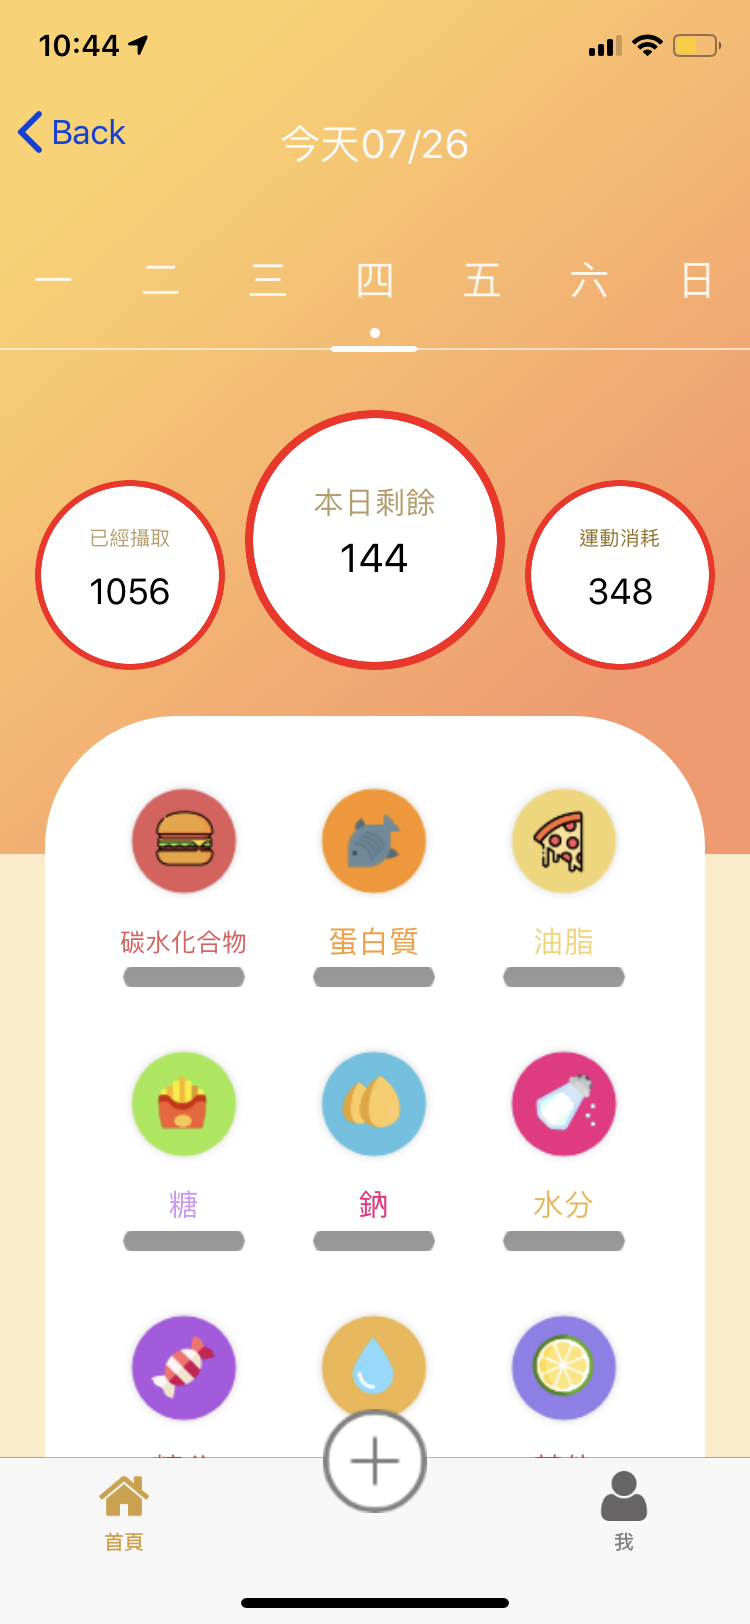 10:44
Back
今天07/26
一 二 三 四 五 六 日
本日剩餘
144
已經攝取
1056
運動消耗
348
碳水化合物 蛋白質 油脂
糖 鈉 水分
首頁 我